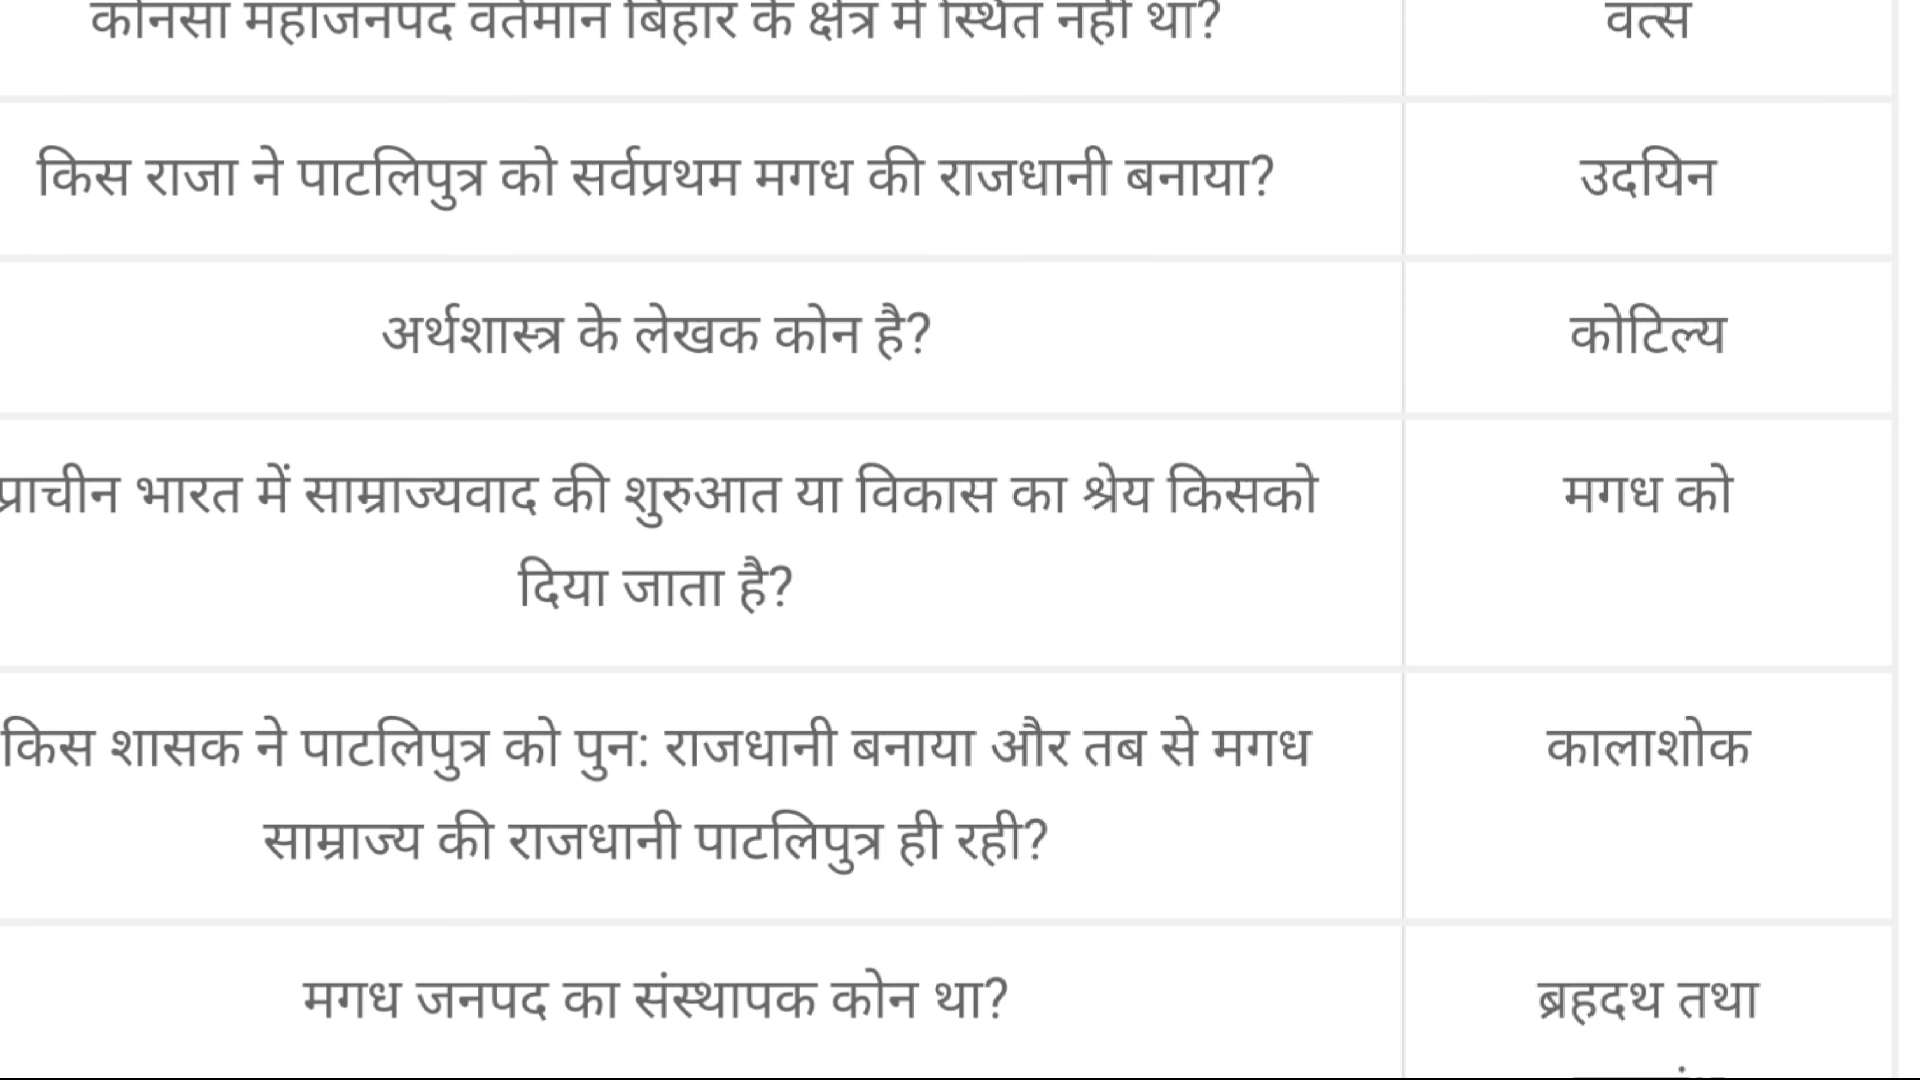 कोनसा महाजनपद वर्तमान बिहार के क्षेत्र में स्थित नहीं था? वत्स
किस राजा ने पाटलिपुत्र को सर्वप्रथम मगध की राजधानी बनाया? उदयिन
अर्थशास्त्र के लेखक कोन है? कोटिल्य
प्राचीन भारत में साम्राज्यवाद की शुरुआत या विकास का श्रेय किसको मगध को
दिया जाता है?
किस शासक ने पाटलिपुत्र को पुन: राजधानी बनाया और तब से मगध कालाशोक
साम्राज्य की राजधानी पाटलिपुत्र ही रही?
मगध जनपद का संस्थापक कोन था? ब्रहदथ तथा